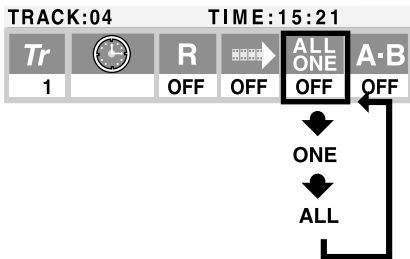 TRACK:04 TIME:15:21
Tr R ALL ONE A·B
1 OFF OFF OFF OFF
ONE
ALL